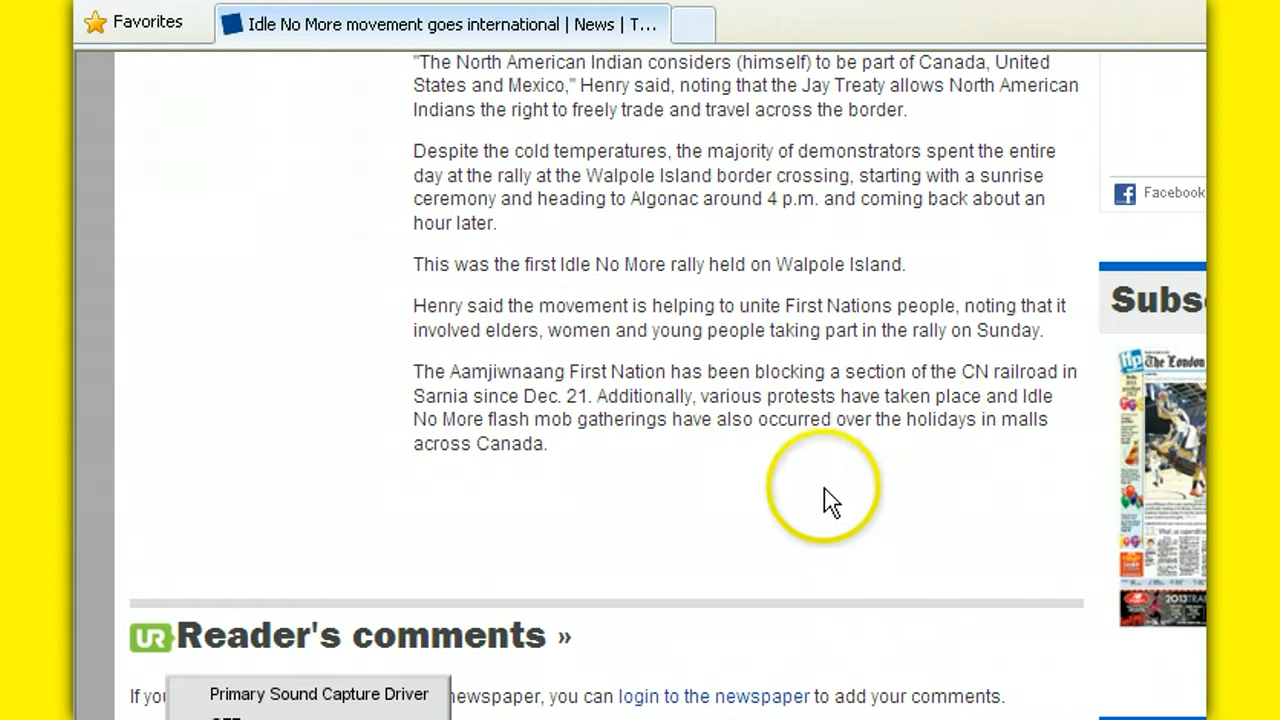 Favorites
Idle No More movement goes international | News | T...
"The North American Indian considers (himself) to be part of Canada, United
States and Mexico," Henry said, noting that the Jay Treaty allows North American
Indians the right to freely trade and travel across the border.
Despite the cold temperatures, the majority of demonstrators spent the entire
day at the rally at the Walpole Island border crossing, starting with a sunrise
ceremony and heading to Algonac around 4 p.m. and coming back about an
hour later.
This was the first Idle No More rally held on Walpole Island.
Henry said the movement is helping to unite First Nations people, noting that it
involved elders, women and young people taking part in the rally on Sunday.
The Aamjiwnaang First Nation has been blocking a section of the CN railroad in
Sarnia since Dec. 21. Additionally, various protests have taken place and Idle
No More flash mob gatherings have also occurred over the holidays in malls
across Canada.
Facebook
Subs
The London
UR Reader's comments »
If you newspaper, you can login to the newspaper to add your comments.
Primary Sound Capture Driver